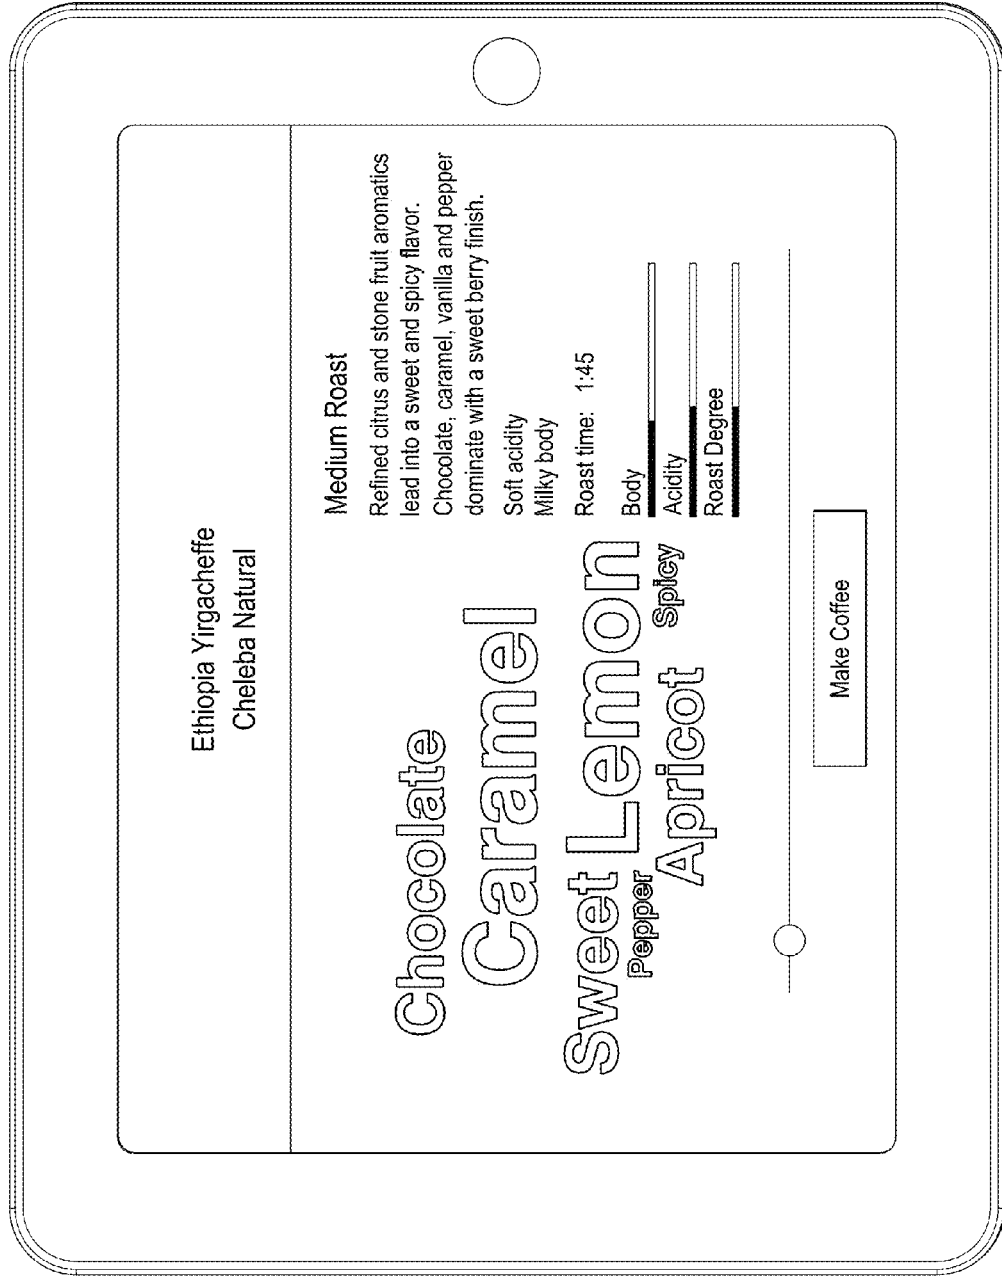 Ethiopia Yirgacheffe
Cheleba Natural
Chocolate
Caramel
Sweet Lemon
Pepper
Apricot
Spicy
Medium Roast
Refined citrus and stone fruit aromatics
lead into a sweet and spicy flavor.
Chocolate, caramel, vanilla and pepper
dominate with a sweet berry finish.
Soft acidity
Milky body
Roast time: 1:45
Body
Acidity
Roast Degree
Make Coffee